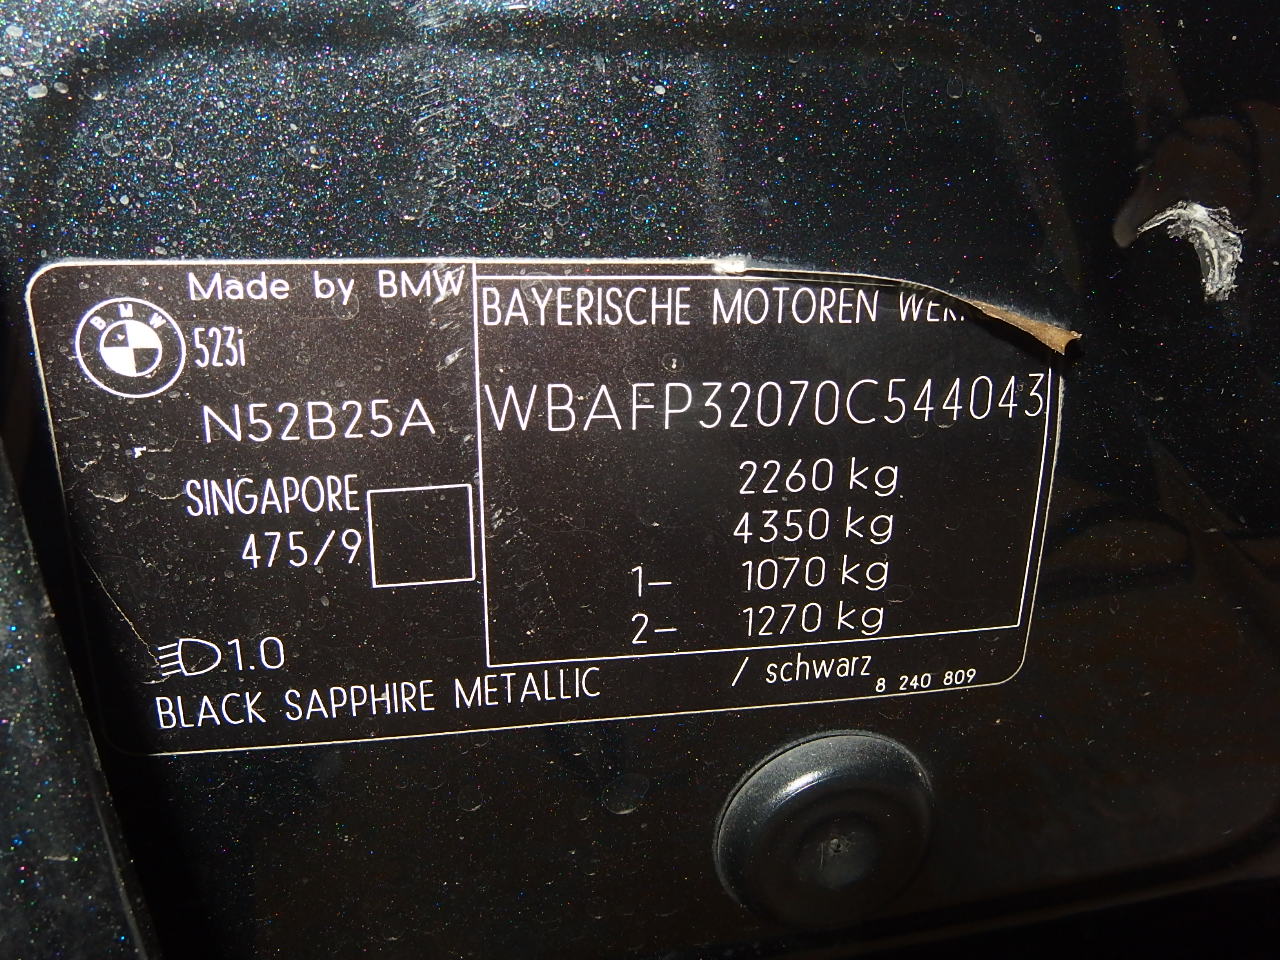 Made by BMW
BMW
523i
N52B25A
SINGAPORE
475/9
1.0
BAYERISCHE MOTOREN
WBAFP32070C544043
2260 kg
4350 kg
1– 1070 kg
2– 1270 kg
BLACK SAPPHIRE METALLIC / schwarz
8 240 809